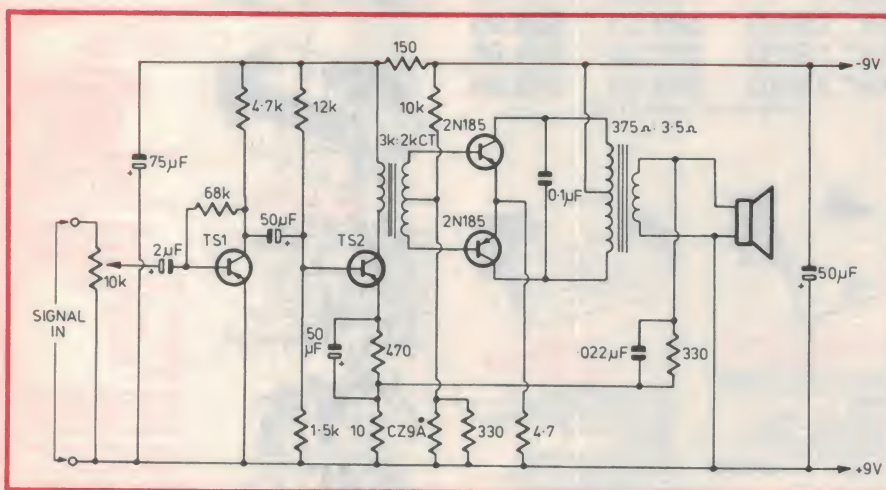 150
-9V
4·7k
12k
10k
2N185
375Ω: 3·5Ω
3k:2kCT
75µF
+
68k
50µF
+
0·1µF
2µF
+
TS1
TS2
2N185
10k
50µF
+
SIGNAL
IN
50
µF
+
470
·022µF
330
1·5k
10
CZ9A
330
4·7
+9V